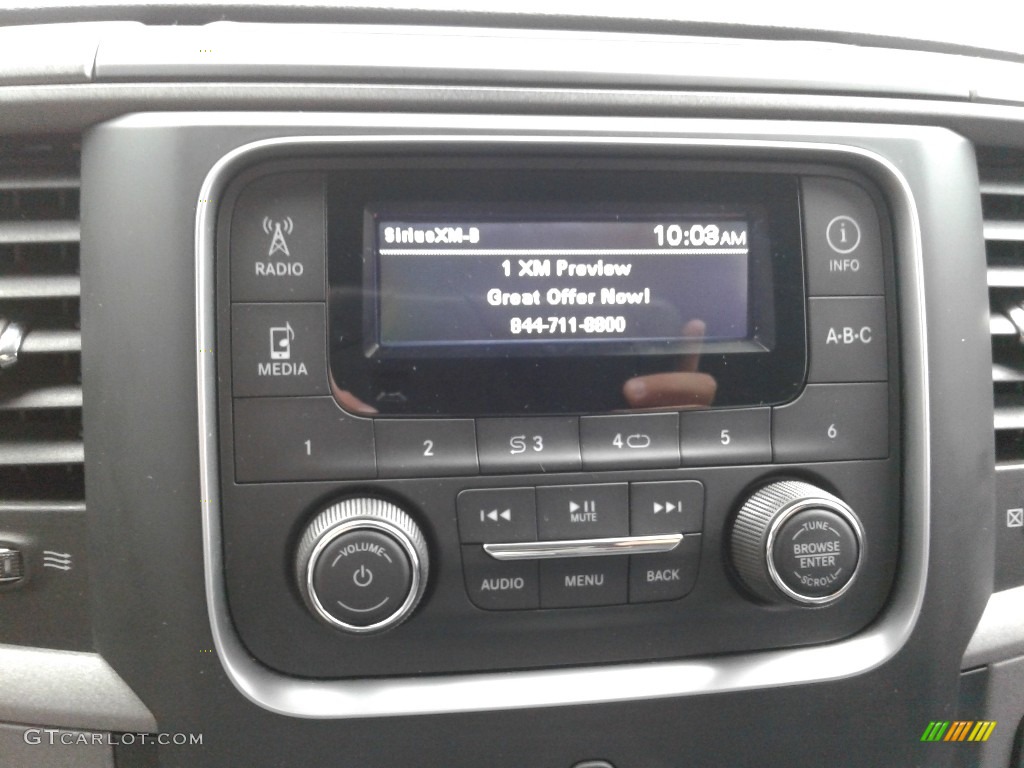 SiriusXM-B 10:03AM
1 XM Preview
Great Offer Now!
844-711-8800
RADIO
MEDIA
i
INFO
A·B·C
1 2 3 4 5 6
VOLUME
MUTE
AUDIO MENU BACK
TUNE
BROWSE
ENTER
SCROLL
GTCARLOT.COM